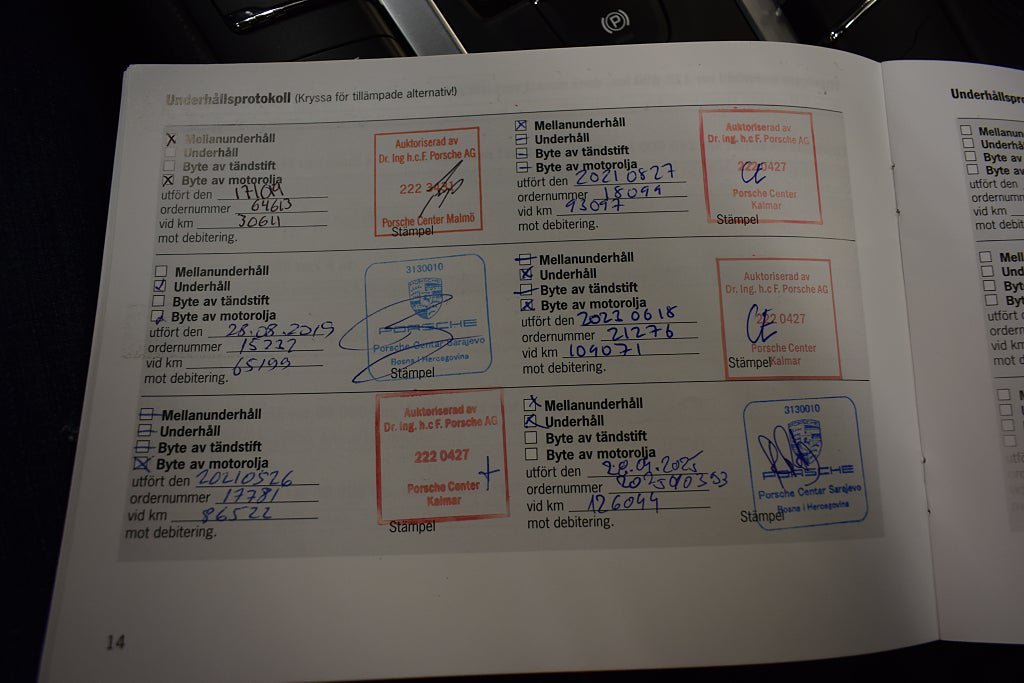 Underhållsprotokoll (Kryssa för tillämpade alternativ!)
Mellanunderhåll
Underhåll
Byte av tändstift
Byte av motorolja
utfört den 17/04
ordernummer 64613
vid km 30611
mot debitering.
Auktoriserad av
Dr. Ing h.c.F. Porsche AG
222
Porsche Center Malmö
Stämpel
Mellanunderhåll
Underhåll
Byte av tändstift
Byte av motorolja
utfört den 28.08.2019
ordernummer 15222
vid km 65199
mot debitering.
3130010
PORSCHE
Porsche Centar Sarajevo
Bosna i Hercegovina
Stämpel
Mellanunderhåll
Underhåll
Byte av tändstift
Byte av motorolja
utfört den 20210526
ordernummer 17781
vid km 86522
mot debitering.
Auktoriserad av
Dr. Ing. h.c F. Porsche AG
222 0427
Porsche Center
Kalmar
Stämpel
Mellanunderhåll
Underhåll
Byte av tändstift
Byte av motorolja
utfört den 20210827
ordernummer 18099
vid km 93097
mot debitering.
Auktoriserad av
Dr. Ing. h.c F. Porsche AG
222 0427
Porsche Center
Kalmar
Stämpel
Mellanunderhåll
Underhåll
Byte av tändstift
Byte av motorolja
utfört den 20220618
ordernummer 21276
vid km 109071
mot debitering.
Auktoriserad av
Dr. Ing. h.c F. Porsche AG
222 0427
Porsche Center
Kalmar
Stämpel
Mellanunderhåll
Underhåll
Byte av tändstift
Byte av motorolja
utfört den
ordernummer
vid km 126044
mot debitering.
3130010
PORSCHE
Porsche Centar Sarajevo
Bosna i Hercegovina
Stämpel
14